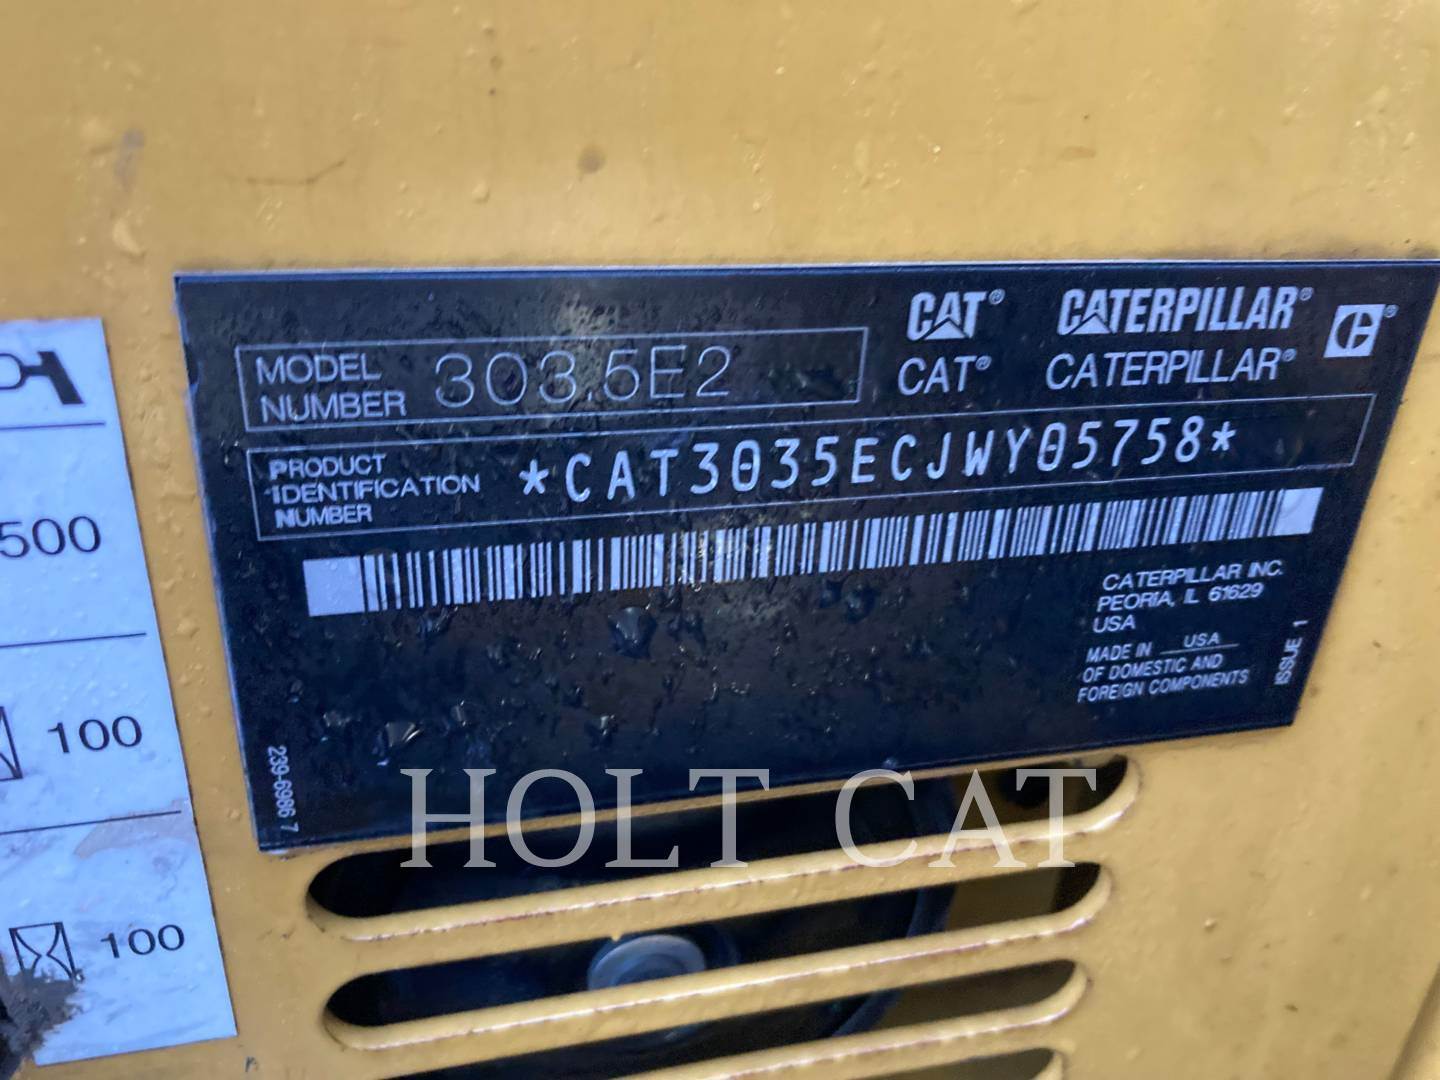 CAT® CATERPILLAR®
CAT® CATERPILLAR®
MODEL NUMBER 303.5E2
PRODUCT IDENTIFICATION NUMBER *CAT3035ECJWY05758*
CATERPILLAR INC.
PEORIA, IL 61629
USA
MADE IN USA
OF DOMESTIC AND
FOREIGN COMPONENTS
ISSUE 1
239-6986 7
500
100
100
HOLT CAT